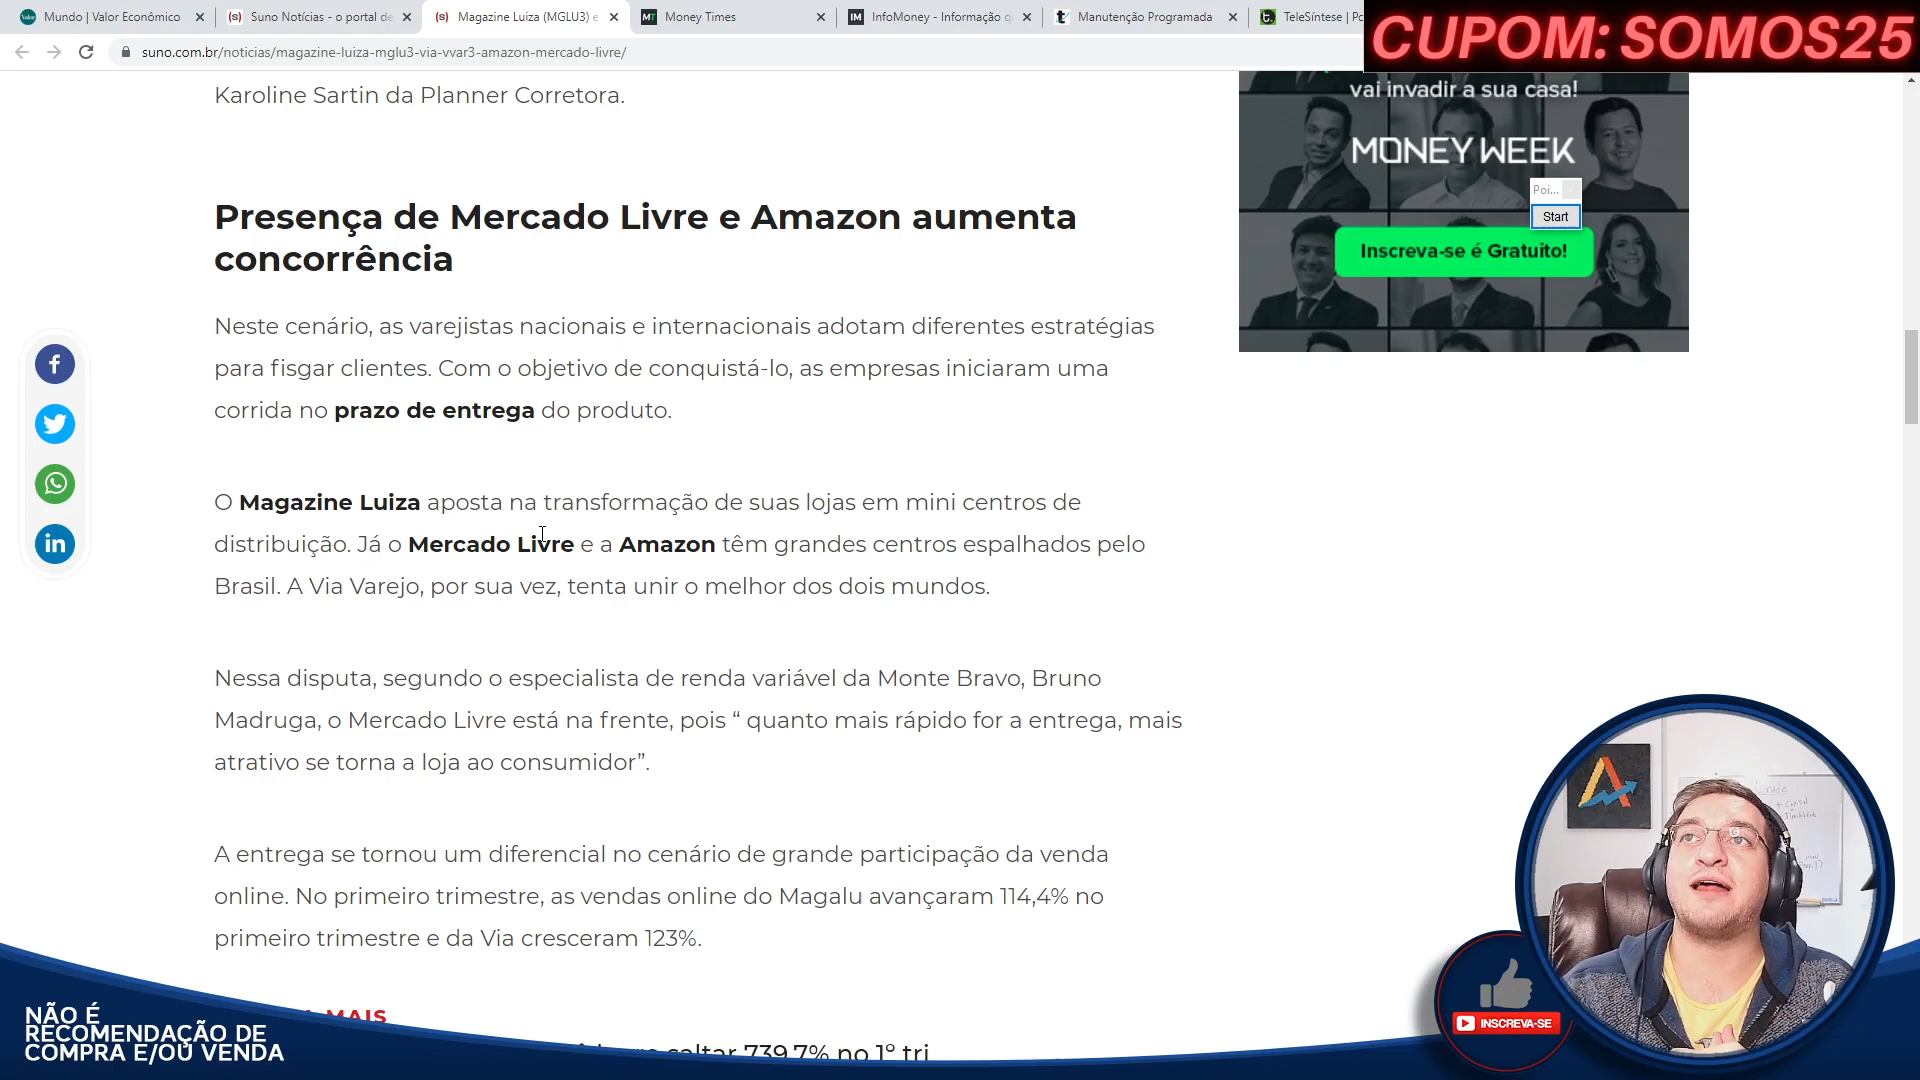 Mundo | Valor Econômico
Suno Notícias - o portal de
Magazine Luiza (MGLU3) e
Money Times
InfoMoney - Informação q
Manutenção Programada
TeleSíntese | Po
CUPOM: SOMOS25
suno.com.br/noticias/magazine-luiza-mglu3-via-vvar3-amazon-mercado-livre/
Karoline Sartin da Planner Corretora.
vai invadir a sua casa!
MONEY WEEK
Poi...
Start
Inscreva-se é Gratuito!
Presença de Mercado Livre e Amazon aumenta
concorrência
Neste cenário, as varejistas nacionais e internacionais adotam diferentes estratégias
para fisgar clientes. Com o objetivo de conquistá-lo, as empresas iniciaram uma
corrida no prazo de entrega do produto.
O Magazine Luiza aposta na transformação de suas lojas em mini centros de
distribuição. Já o Mercado Livre e a Amazon têm grandes centros espalhados pelo
Brasil. A Via Varejo, por sua vez, tenta unir o melhor dos dois mundos.
Nessa disputa, segundo o especialista de renda variável da Monte Bravo, Bruno
Madruga, o Mercado Livre está na frente, pois “ quanto mais rápido for a entrega, mais
atrativo se torna a loja ao consumidor”.
A entrega se tornou um diferencial no cenário de grande participação da venda
online. No primeiro trimestre, as vendas online do Magalu avançaram 114,4% no
primeiro trimestre e da Via cresceram 123%.
MAIS
saltar 739,7% no 1º tri
NÃO É
RECOMENDAÇÃO DE
COMPRA E/OU VENDA
INSCREVA-SE